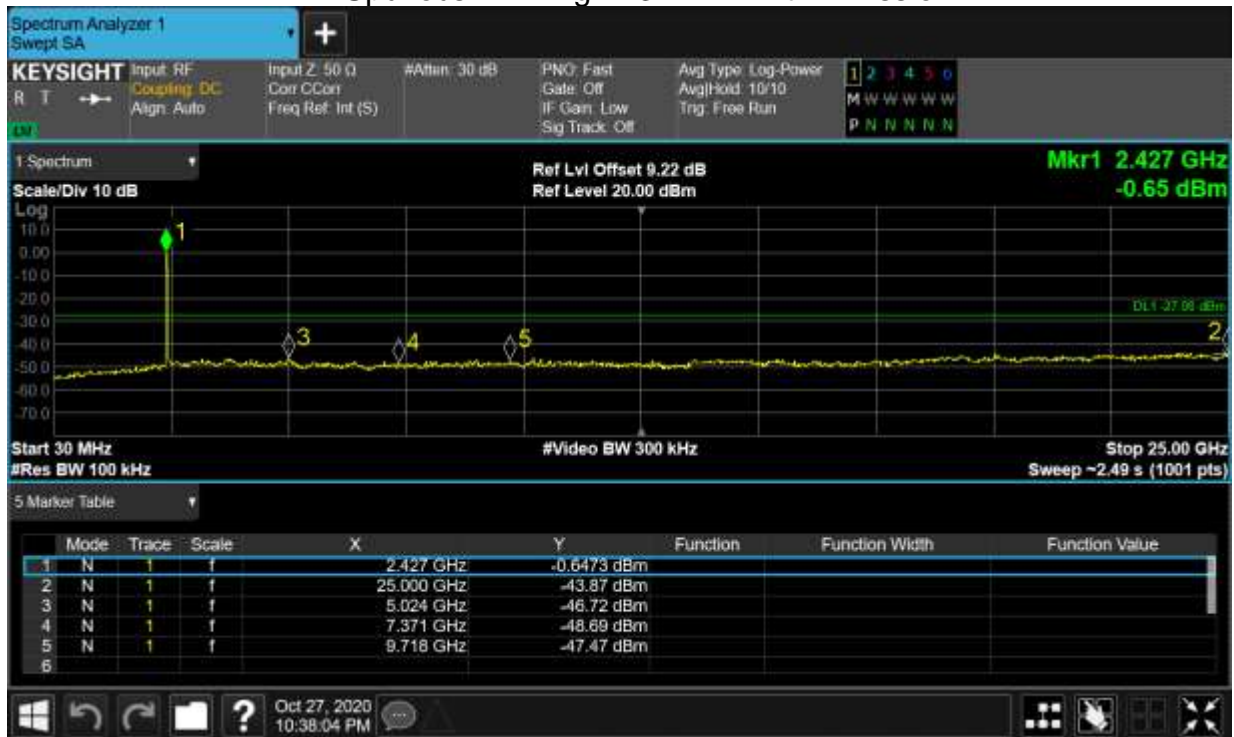 Spectrum Analyzer 1
Swept SA
+
KEYSIGHT
R T
Input: RF
Coupling: DC
Align: Auto
Input Z: 50 Ω
Corr CCorr
Freq Ref: Int (S)
#Atten: 30 dB
PNO: Fast
Gate: Off
IF Gain: Low
Sig Track: Off
Avg Type: Log-Power
Avg|Hold: 10/10
Trig: Free Run
1 2 3 4 5 6
M W W W W W
P N N N N N
1 Spectrum
Scale/Div 10 dB
Ref Lvl Offset 9.22 dB
Ref Level 20.00 dBm
Mkr1 2.427 GHz
-0.65 dBm
Log
10.0
0.00
-10.0
-20.0
-30.0
-40.0
-50.0
-60.0
-70.0
1
3
4
5
2
DL1 dBm
Start 30 MHz
#Res BW 100 kHz
#Video BW 300 kHz
Stop 25.00 GHz
Sweep ~2.49 s (1001 pts)
5 Marker Table
Mode Trace Scale X Y Function Function Width Function Value
1 N 1 f 2.427 GHz -0.6473 dBm
2 N 1 f 25.000 GHz -43.87 dBm
3 N 1 f 5.024 GHz -46.72 dBm
4 N 1 f 7.371 GHz -48.69 dBm
5 N 1 f 9.718 GHz -47.47 dBm
6
?
Oct 27, 2020
10:38:04 PM